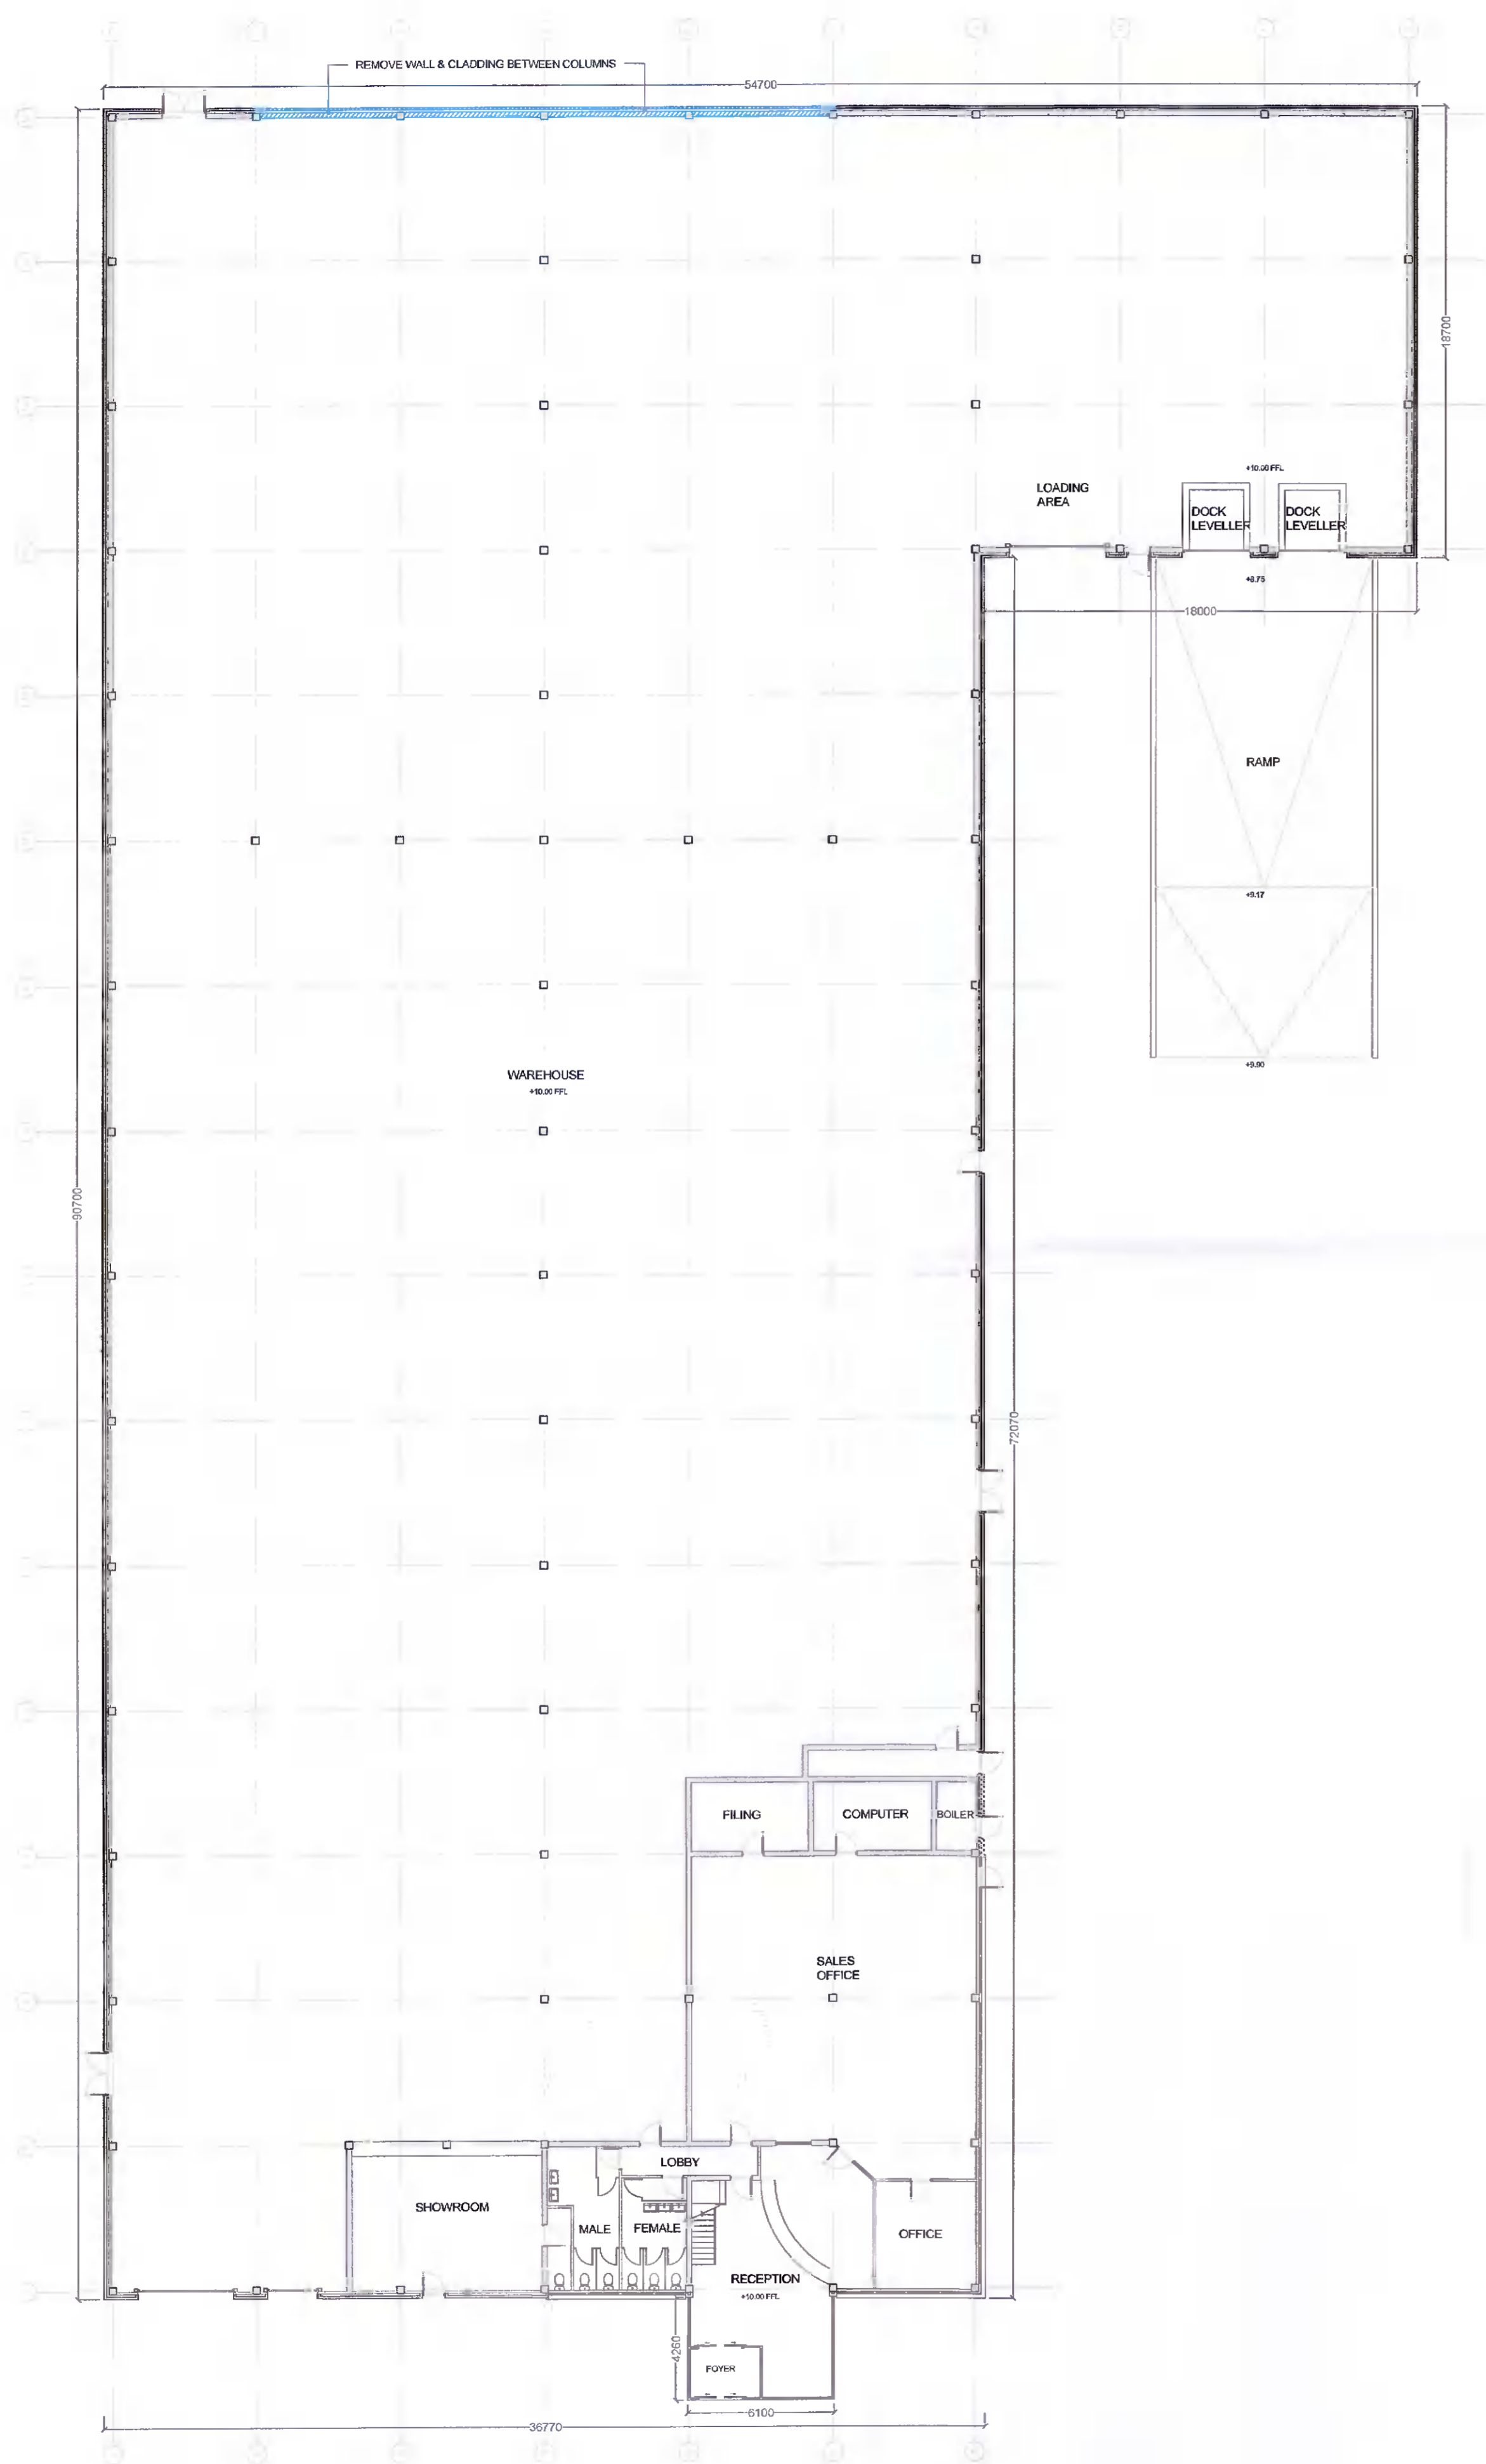 REMOVE WALL & CLADDING BETWEEN COLUMNS
54700
18700
+10.00 FFL
LOADING
AREA
DOCK
LEVELLER
DOCK
LEVELLER
+8.75
18000
RAMP
+9.17
+9.90
WAREHOUSE
+10.00 FFL
90700
72070
FILING
COMPUTER
BOILER
SALES
OFFICE
LOBBY
SHOWROOM
MALE
FEMALE
OFFICE
RECEPTION
+10.00 FFL
4260
FOYER
6100
36770